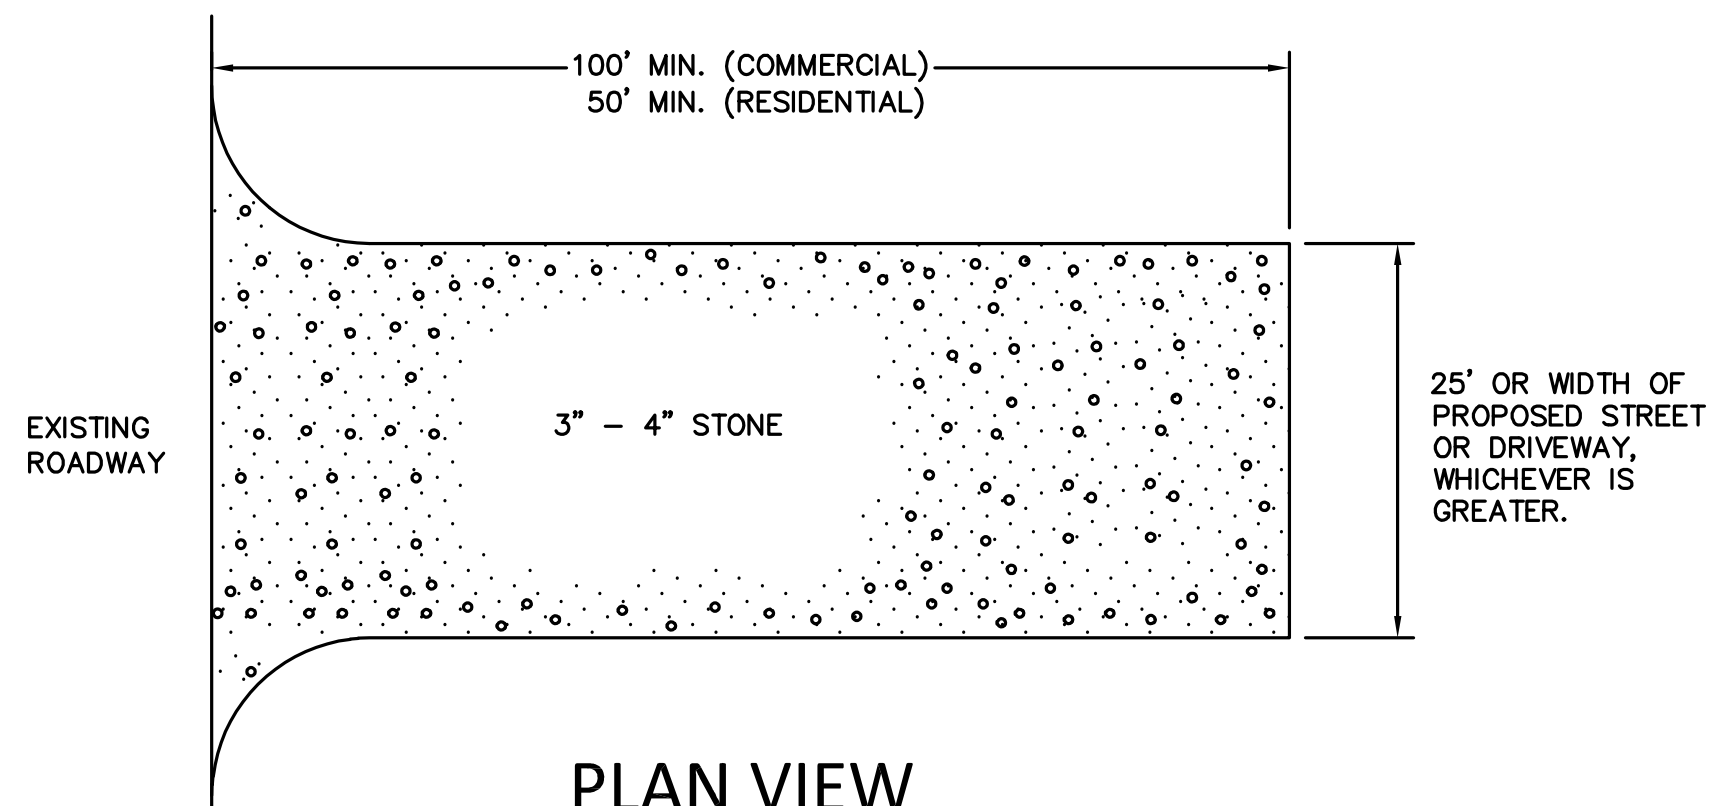 100' MIN. (COMMERCIAL)
50' MIN. (RESIDENTIAL)
3" – 4" STONE
EXISTING
ROADWAY
25' OR WIDTH OF
PROPOSED STREET
OR DRIVEWAY,
WHICHEVER IS
GREATER.
PLAN VIEW